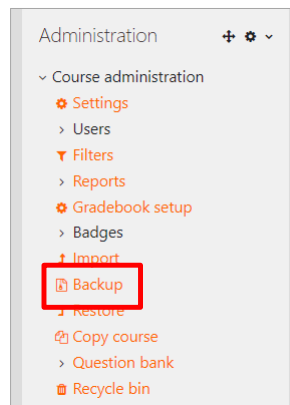 Administration
Course administration
Settings
Users
Filters
Reports
Gradebook setup
Badges
Import
Backup
Restore
Copy course
Question bank
Recycle bin